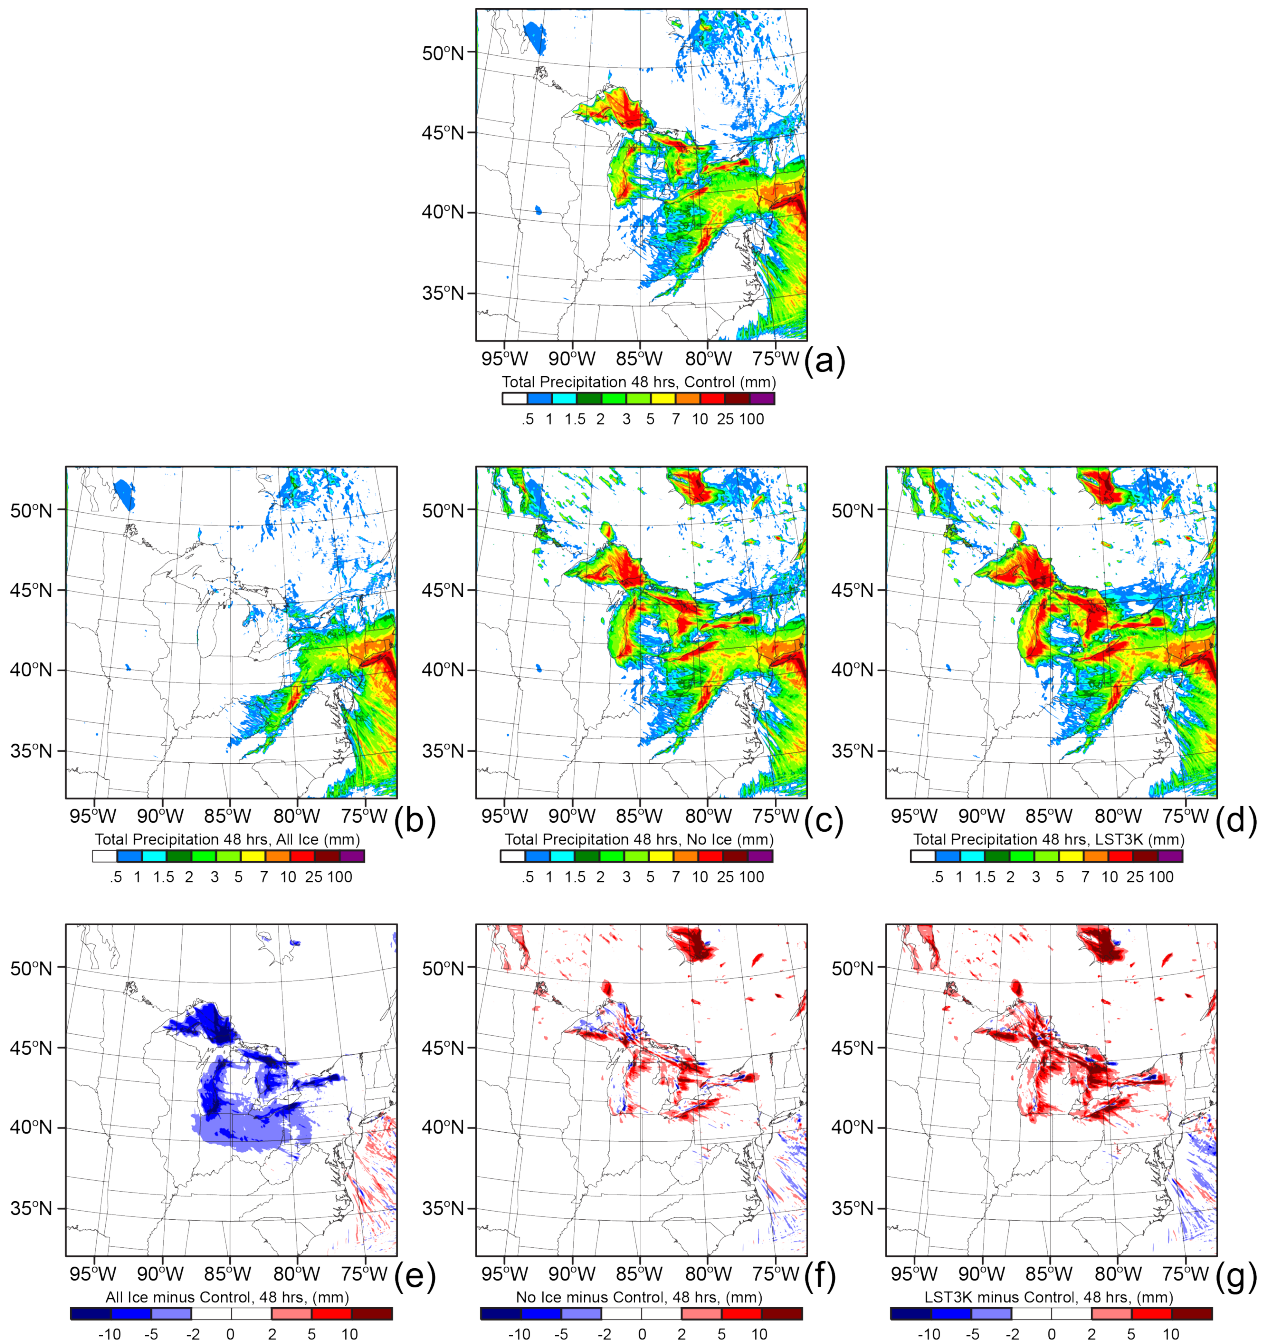 50°N
45°N
40°N
35°N
95°W 90°W 85°W 80°W 75°W (a)
Total Precipitation 48 hrs, Control (mm)
.5 1 1.5 2 3 5 7 10 25 100
50°N
45°N
40°N
35°N
95°W 90°W 85°W 80°W 75°W (b)
Total Precipitation 48 hrs, All Ice (mm)
.5 1 1.5 2 3 5 7 10 25 100
50°N
45°N
40°N
35°N
95°W 90°W 85°W 80°W 75°W (c)
Total Precipitation 48 hrs, No Ice (mm)
.5 1 1.5 2 3 5 7 10 25 100
50°N
45°N
40°N
35°N
95°W 90°W 85°W 80°W 75°W (d)
Total Precipitation 48 hrs, LST3K (mm)
.5 1 1.5 2 3 5 7 10 25 100
50°N
45°N
40°N
35°N
95°W 90°W 85°W 80°W 75°W (e)
All Ice minus Control, 48 hrs, (mm)
-10 -5 -2 0 2 5 10
50°N
45°N
40°N
35°N
95°W 90°W 85°W 80°W 75°W (f)
No Ice minus Control, 48 hrs, (mm)
-10 -5 -2 0 2 5 10
50°N
45°N
40°N
35°N
95°W 90°W 85°W 80°W 75°W (g)
LST3K minus Control, 48 hrs, (mm)
-10 -5 -2 0 2 5 10